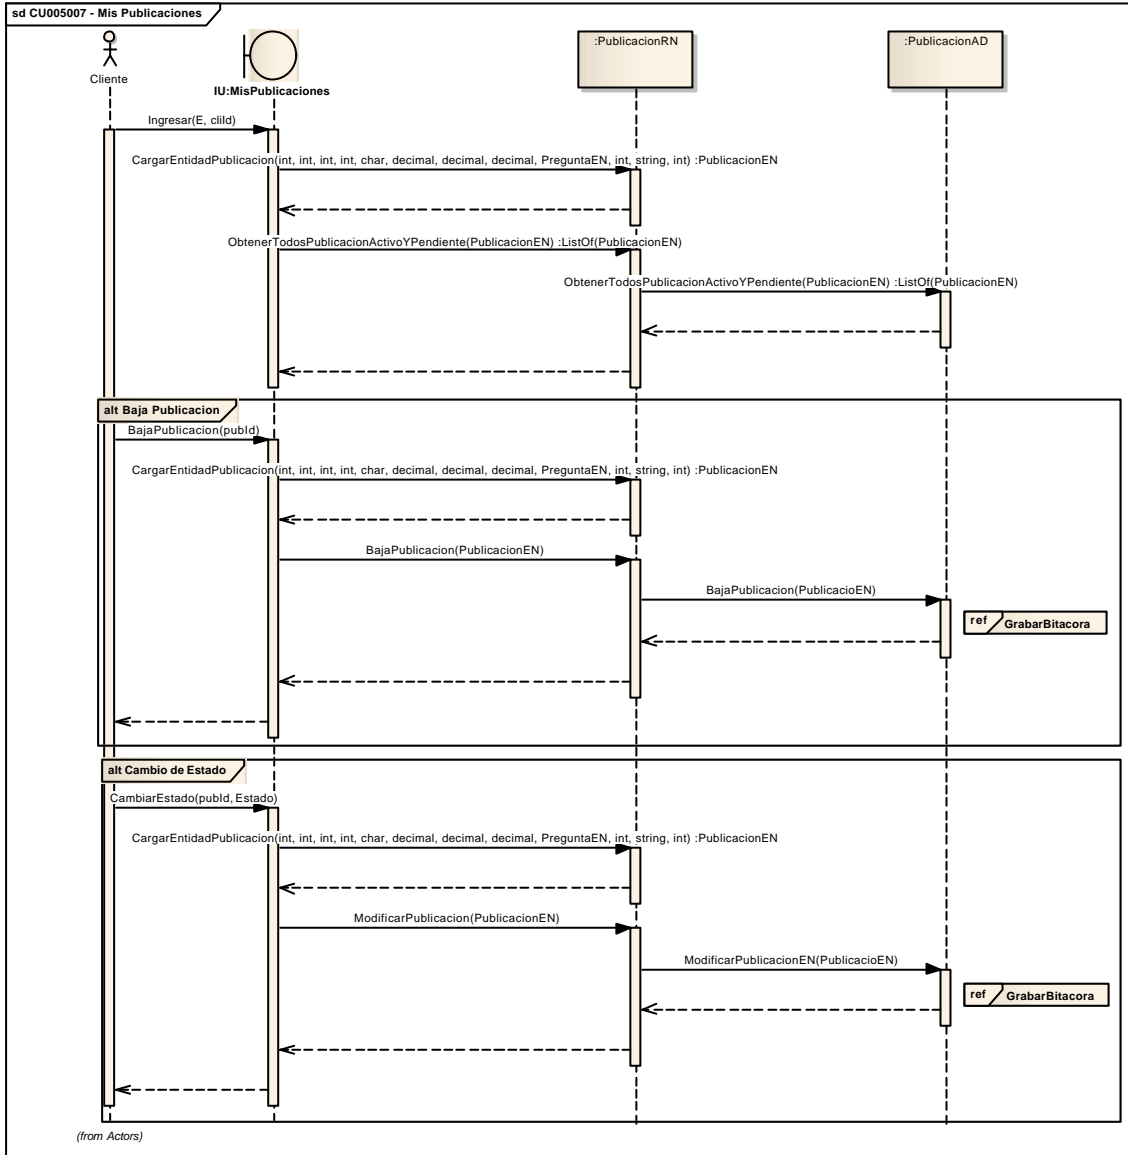 sd CU005007 - Mis Publicaciones
Cliente
IU:MisPublicaciones
:PublicacionRN
:PublicacionAD
Ingresar(E, cliId)
CargarEntidadPublicacion(int, int, int, int, char, decimal, decimal, decimal, PreguntaEN, int, string, int) :PublicacionEN
ObtenerTodosPublicacionActivoYPendiente(PublicacionEN) :ListOf(PublicacionEN)
ObtenerTodosPublicacionActivoYPendiente(PublicacionEN) :ListOf(PublicacionEN)
alt Baja Publicacion
BajaPublicacion(pubId)
CargarEntidadPublicacion(int, int, int, int, char, decimal, decimal, decimal, PreguntaEN, int, string, int) :PublicacionEN
BajaPublicacion(PublicacionEN)
BajaPublicacion(PublicacioEN)
ref GrabarBitacora
alt Cambio de Estado
CambiarEstado(pubId, Estado)
CargarEntidadPublicacion(int, int, int, int, char, decimal, decimal, decimal, PreguntaEN, int, string, int) :PublicacionEN
ModificarPublicacion(PublicacionEN)
ModificarPublicacionEN(PublicacioEN)
ref GrabarBitacora
(from Actors)